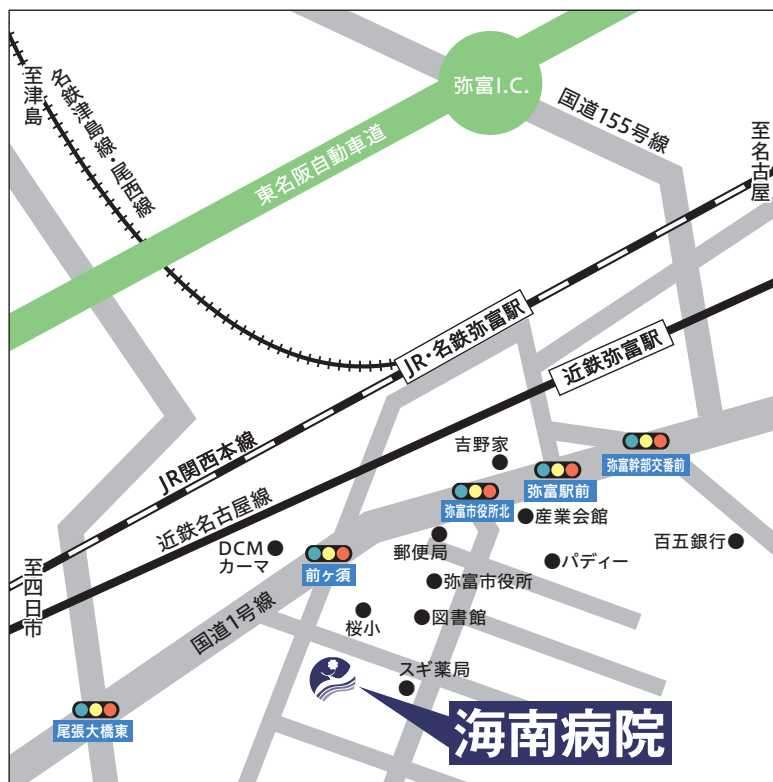 弥富I.C.
国道155号線
至津島
名鉄津島線・尾西線
東名阪自動車道
至名古屋
JR・名鉄弥富駅
近鉄弥富駅
JR関西本線
吉野家
弥富幹部交番前
弥富駅前
近鉄名古屋線
弥富市役所北
産業会館
DCM
カーマ
郵便局
百五銀行
前ヶ須
パディー
至四日市
弥富市役所
国道1号線
桜小
図書館
スギ薬局
尾張大橋東
海南病院